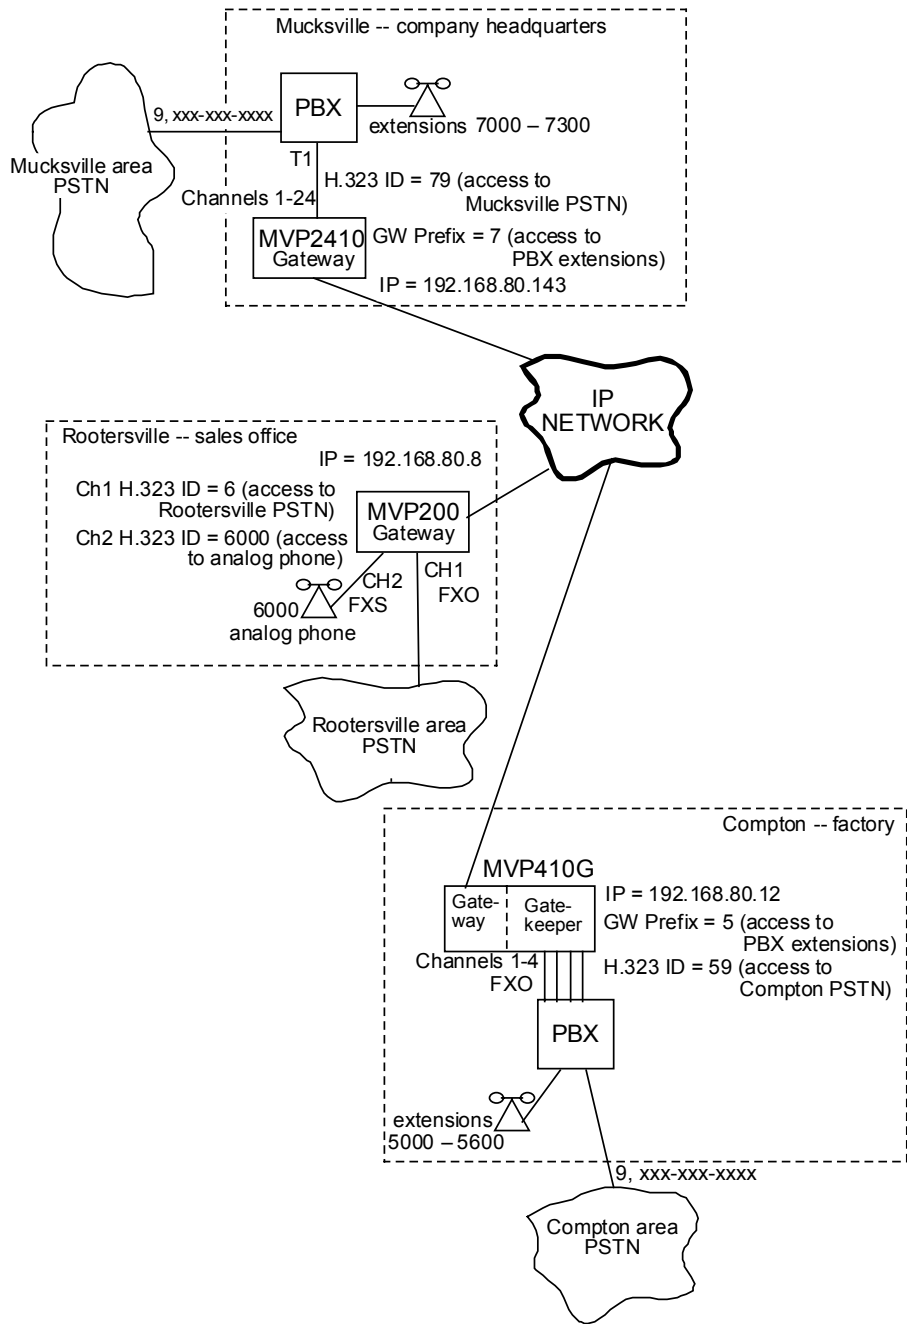 Mucksville -- company headquarters
PBX
9, xxx-xxx-xxxx
extensions 7000 – 7300
Mucksville area
PSTN
T1
H.323 ID = 79 (access to
Mucksville PSTN)
Channels 1-24
MVP2410
Gateway
GW Prefix = 7 (access to
PBX extensions)
IP = 192.168.80.143
IP
NETWORK
Rootersville -- sales office
IP = 192.168.80.8
Ch1 H.323 ID = 6 (access to
Rootersville PSTN)
MVP200
Gateway
Ch2 H.323 ID = 6000 (access
to analog phone)
CH2
FXS
CH1
FXO
6000
analog phone
Rootersville area
PSTN
Compton -- factory
MVP410G
Gate-
way
Gate-
keeper
IP = 192.168.80.12
GW Prefix = 5 (access to
PBX extensions)
Channels 1-4
FXO
H.323 ID = 59 (access to
Compton PSTN)
PBX
extensions
5000 – 5600
9, xxx-xxx-xxxx
Compton area
PSTN